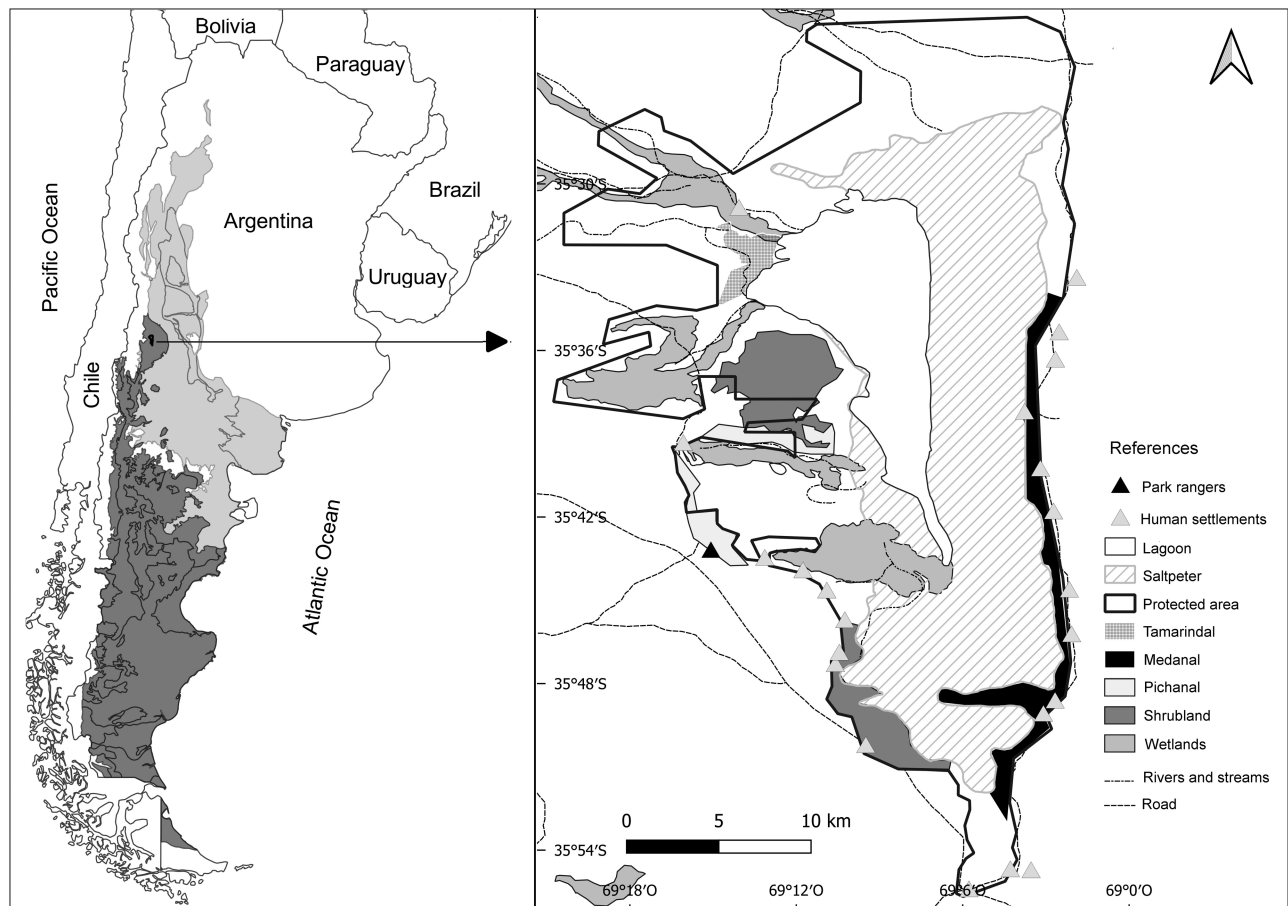 Bolivia
Paraguay
Brazil
Argentina
Uruguay
Pacific Ocean
Chile
Atlantic Ocean
35°30'S
35°36'S
35°42'S
35°48'S
35°54'S
69°18'O
69°12'O
69°6'O
69°0'O
0 5 10 km
References
Park rangers
Human settlements
Lagoon
Saltpeter
Protected area
Tamarindal
Medanal
Pichanal
Shrubland
Wetlands
Rivers and streams
Road